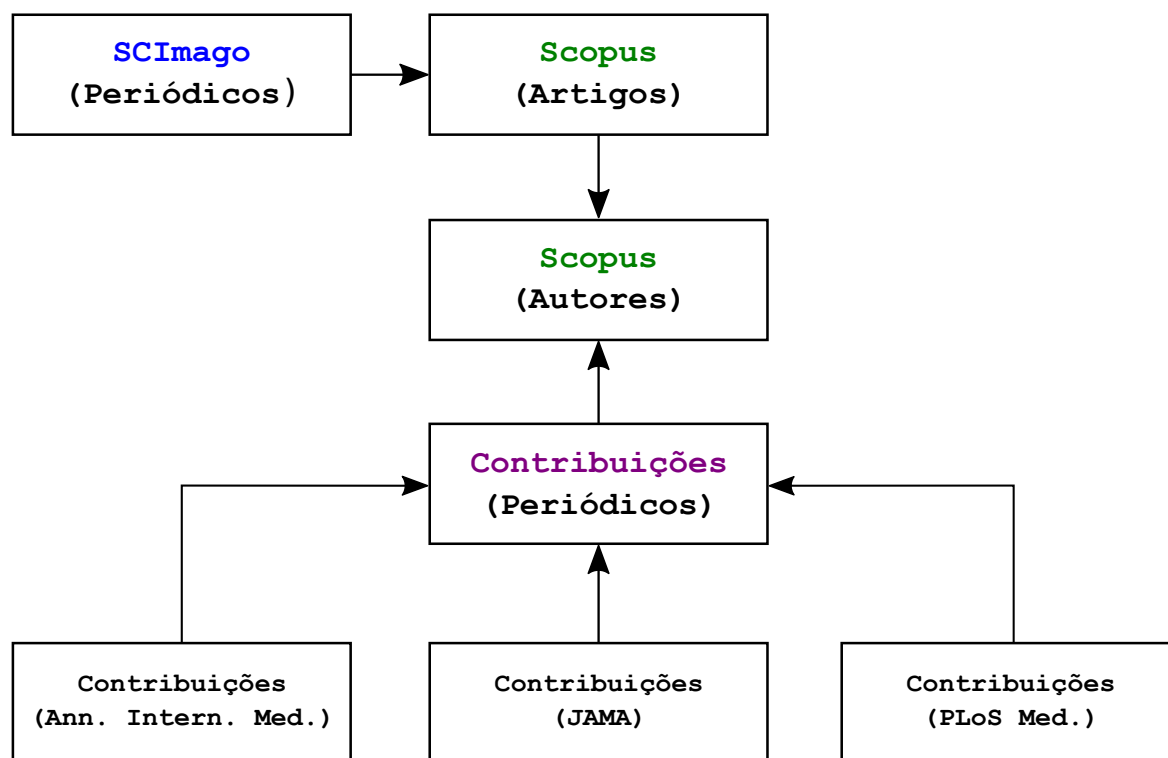 SCImago
(Periódicos)
Scopus
(Artigos)
Scopus
(Autores)
Contribuições
(Periódicos)
Contribuições
(Ann. Intern. Med.)
Contribuições
(JAMA)
Contribuições
(PLoS Med.)